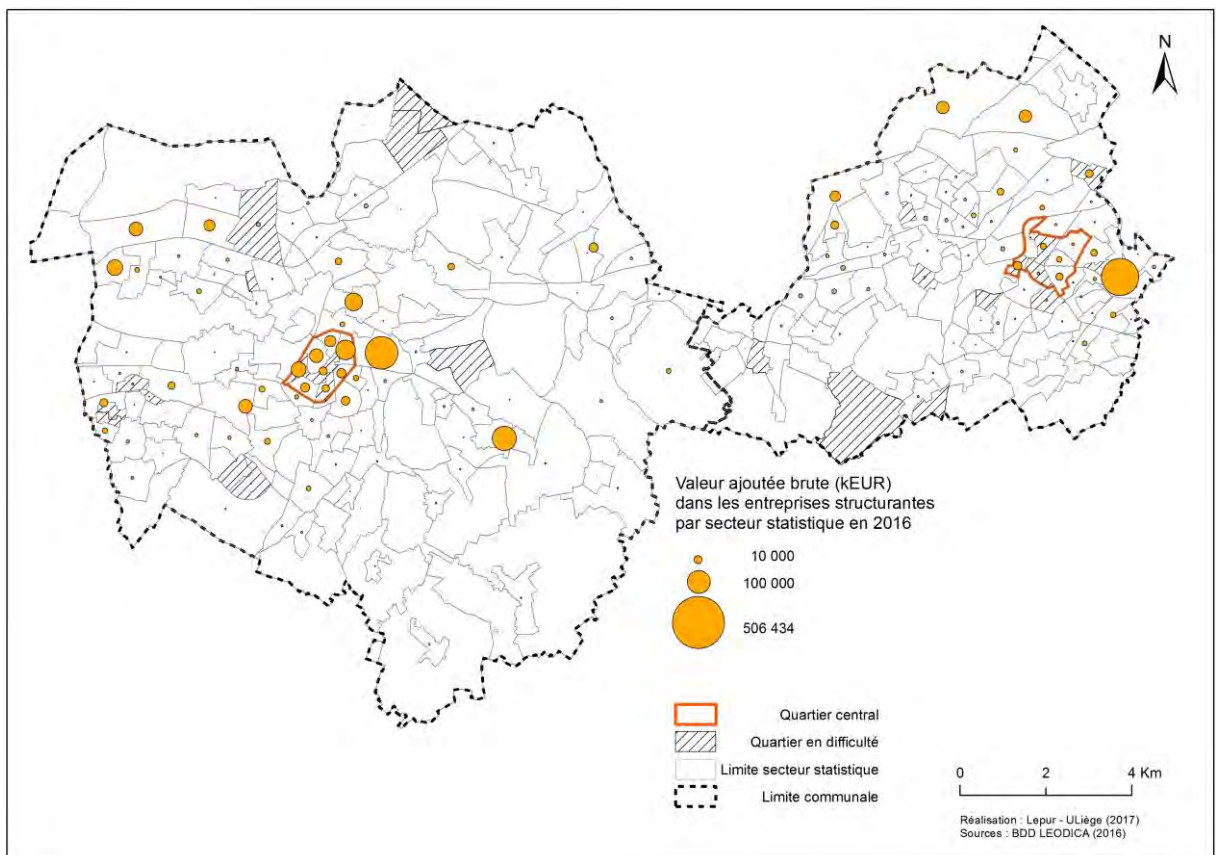 N
Valeur ajoutée brute (kEUR)
dans les entreprises structurantes
par secteur statistique en 2016
10 000
100 000
506 434
Quartier central
Quartier en difficulté
Limite secteur statistique
Limite communale
0 2 4 Km
Réalisation : Lepur - ULiège (2017)
Sources : BDD LEODICA (2016)